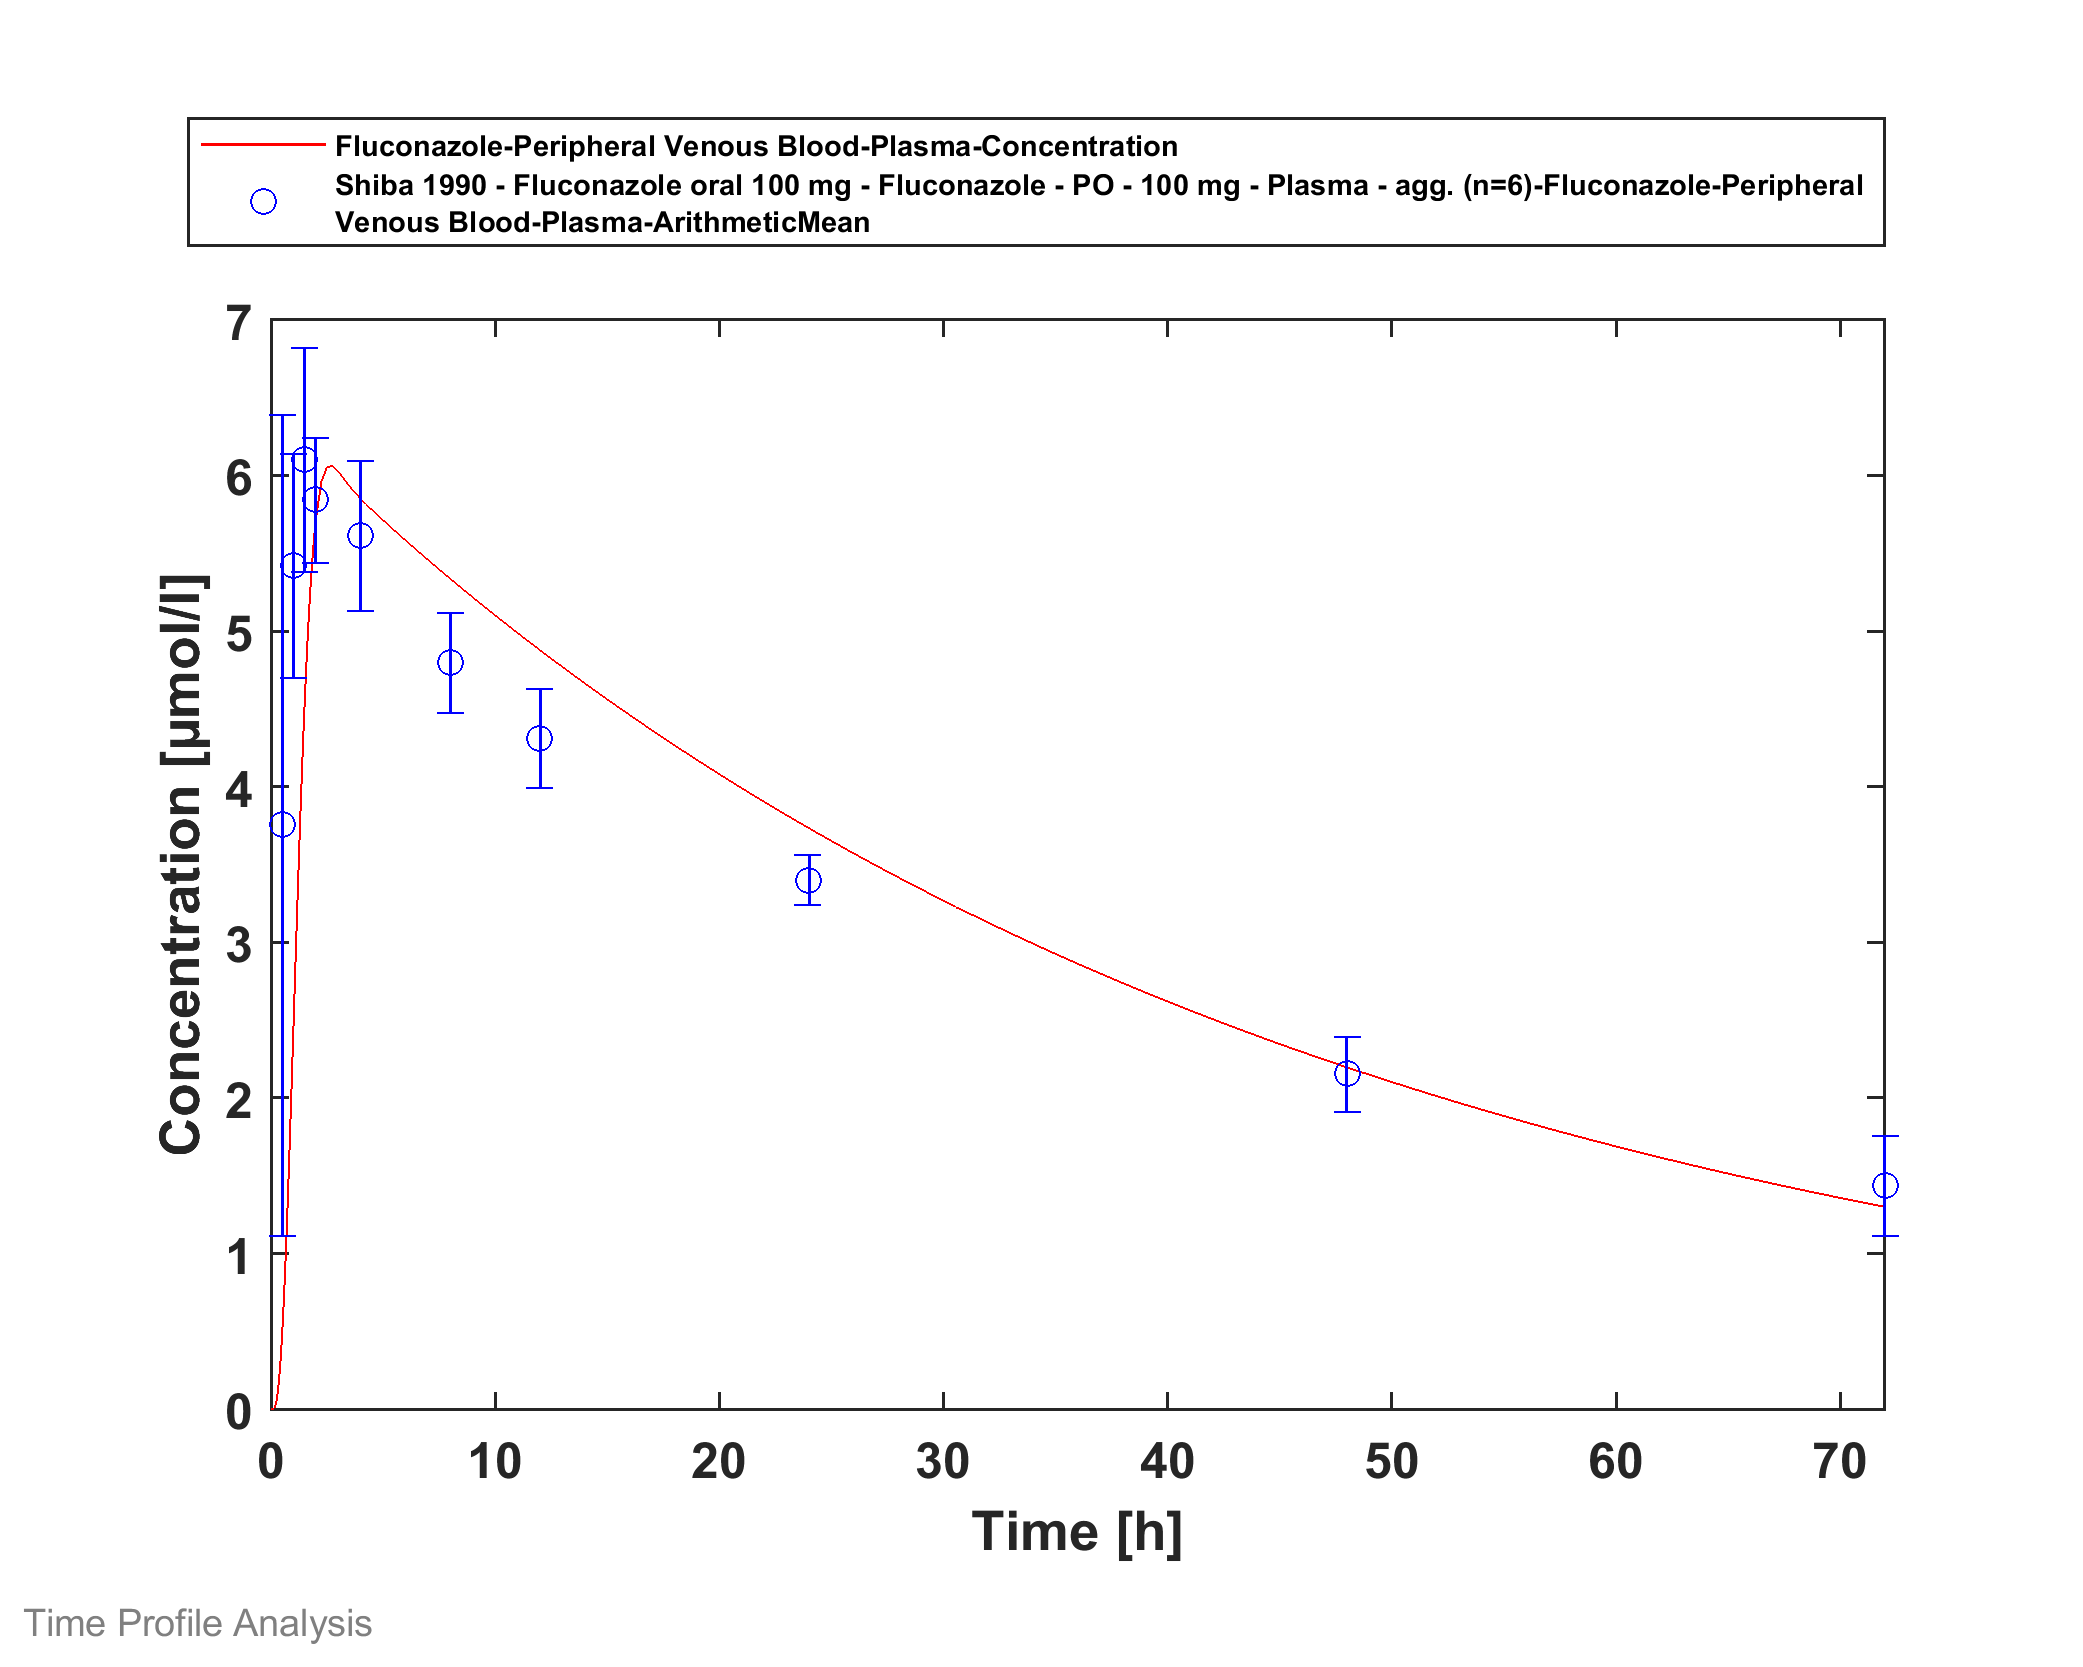 Fluconazole-Peripheral Venous Blood-Plasma-Concentration
Shiba 1990 - Fluconazole oral 100 mg - Fluconazole - PO - 100 mg - Plasma - agg. (n=6)-Fluconazole-Peripheral
Venous Blood-Plasma-ArithmeticMean
7
6
5
4
3
2
1
0
Concentration [µmol/l]
0 10 20 30 40 50 60 70
Time [h]
Time Profile Analysis